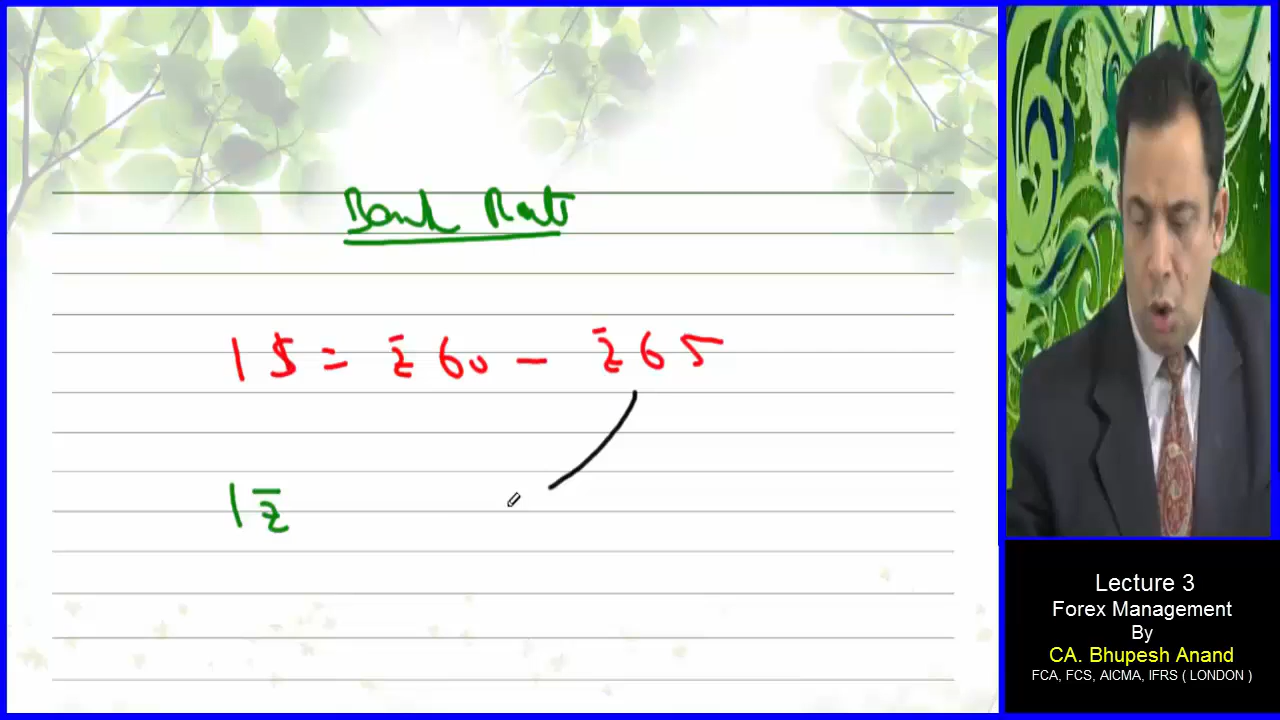 Bank Rate
1 $ = ₹ 60 - ₹ 65
1 ₹
Lecture 3
Forex Management
By
CA. Bhupesh Anand
FCA, FCS, AICMA, IFRS ( LONDON )